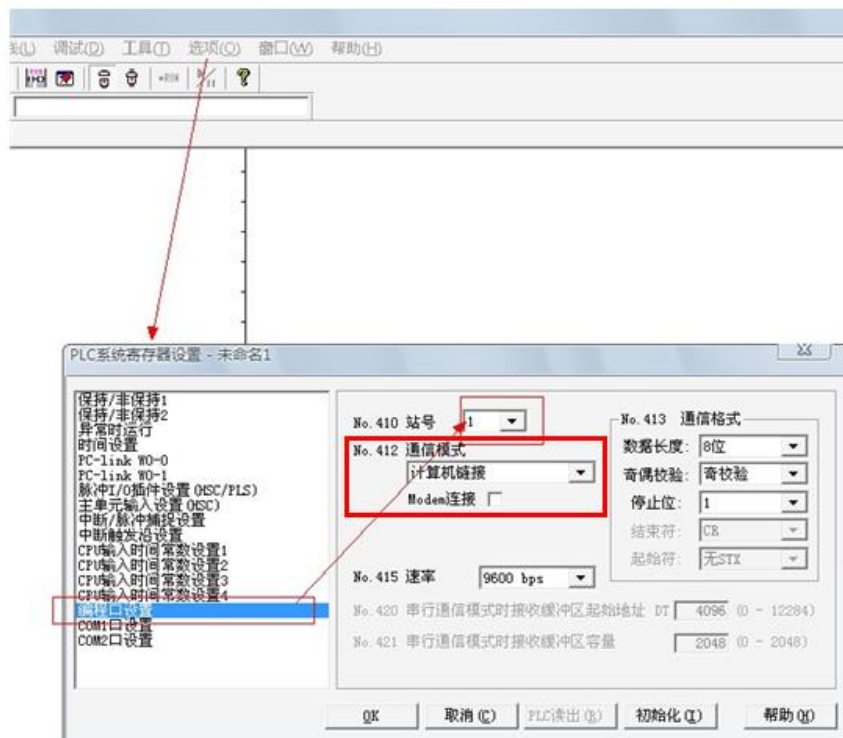 (L) 调试(D) 工具(T) 选项(O) 窗口(W) 帮助(H)
PLC系统寄存器设置 - 未命名1
保持/非保持1
保持/非保持2
异常时运行
时间设置
PC-link W0-0
PC-link W0-1
脉冲I/O插件设置(HSC/PLS)
主单元输入设置(HSC)
中断/脉冲捕捉设置
中断触发沿设置
CPU输入时间常数设置1
CPU输入时间常数设置2
CPU输入时间常数设置3
CPU输入时间常数设置4
编程口设置
COM1口设置
COM2口设置
No.410 站号 1
No.412 通信模式
计算机链接
Modem连接
No.415 速率 9600 bps
No.413 通信格式
数据长度: 8位
奇偶校验: 奇校验
停止位: 1
结束符: CR
起始符: 无STX
No.420 串行通信模式时接收缓冲区起始地址 DT 4096 (0 - 12284)
No.421 串行通信模式时接收缓冲区容量 2048 (0 - 2048)
OK 取消(C) PLC读出(R) 初始化(I) 帮助(H)